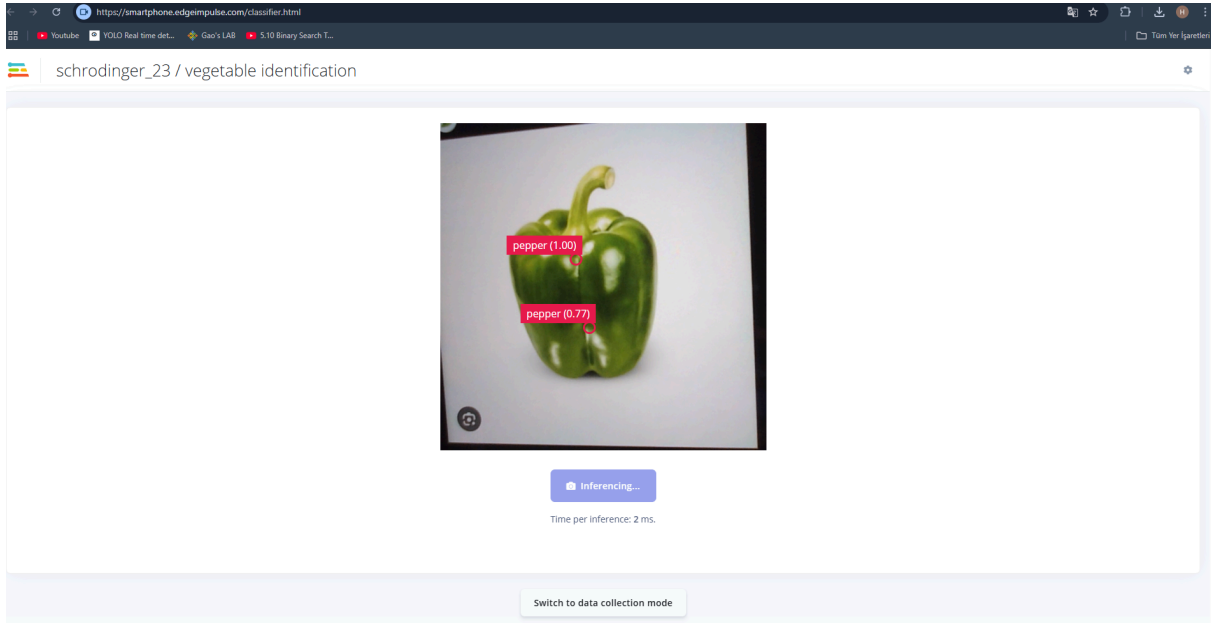 https://smartphone.edgeimpulse.com/classifier.html
Youtube YOLO Real time det... Gao's LAB 5.10 Binary Search T... Tüm Yer İşaretleri
schrodinger_23 / vegetable identification
pepper (1.00)
pepper (0.77)
Inferencing...
Time per inference: 2 ms.
Switch to data collection mode